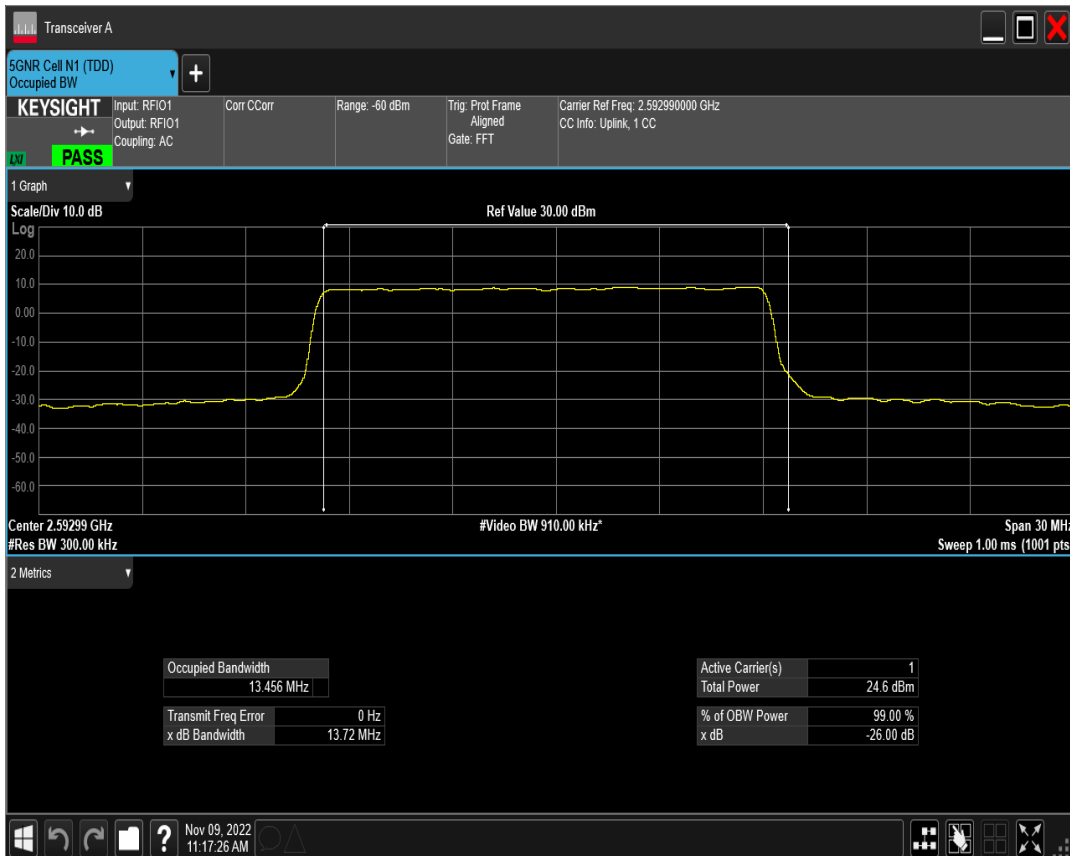 Transceiver A
5GNR Cell N1 (TDD)
Occupied BW
+
KEYSIGHT
LXI
PASS
Input: RFIO1
Output: RFIO1
Coupling: AC
Corr CCorr
Range: -60 dBm
Trig: Prot Frame
Aligned
Gate: FFT
Carrier Ref Freq: 2.592990000 GHz
CC Info: Uplink, 1 CC
1 Graph
Scale/Div 10.0 dB
Ref Value 30.00 dBm
Log
20.0
10.0
0.00
-10.0
-20.0
-30.0
-40.0
-50.0
-60.0
Center 2.59299 GHz
#Video BW 910.00 kHz*
Span 30 MHz
#Res BW 300.00 kHz
Sweep 1.00 ms (1001 pts
2 Metrics
Occupied Bandwidth
13.456 MHz
Transmit Freq Error 0 Hz
x dB Bandwidth 13.72 MHz
Active Carrier(s) 1
Total Power 24.6 dBm
% of OBW Power 99.00 %
x dB -26.00 dB
?
Nov 09, 2022
11:17:26 AM